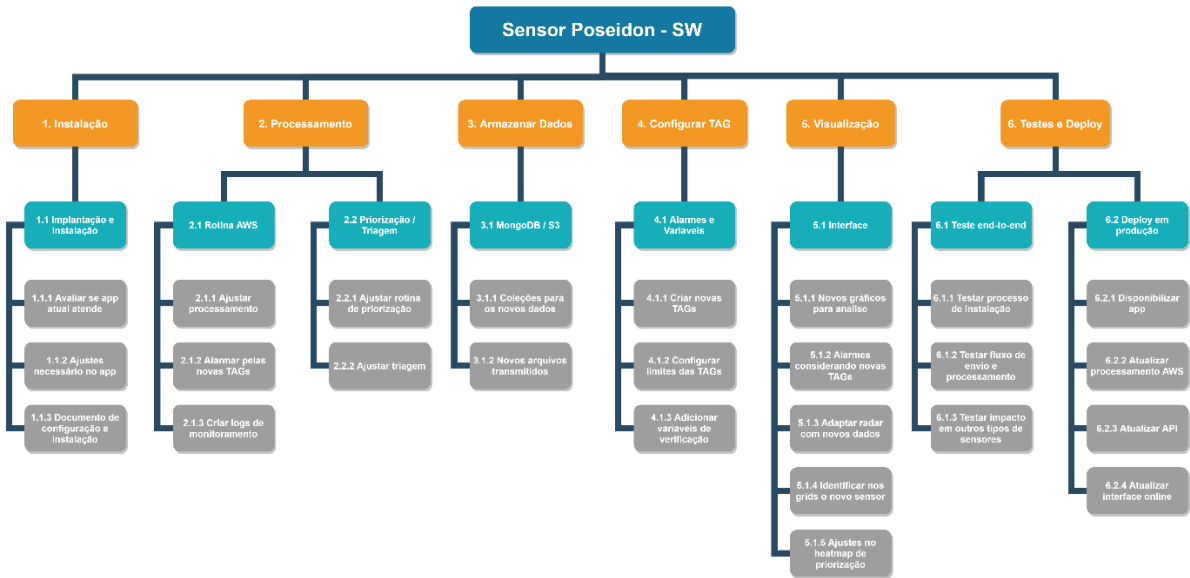 Sensor Poseidon - SW
1. Instalação
2. Processamento
3. Armazenar Dados
4. Configurar TAG
5. Visualização
6. Testes e Deploy
1.1 Implantação e
Instalação
2.1 Rotina AWS
2.2 Priorização /
Triagem
3.1 MongoDB / S3
4.1 Alarmes e
Variaveis
5.1 Interface
6.1 Teste end-to-end
6.2 Deploy em
produção
1.1.1 Avaliar se app
atual atende
2.1.1 Ajustar
processamento
2.2.1 Ajustar rotina
de priorização
3.1.1 Coleções para
os novos dados
4.1.1 Criar novas
TAGs
5.1.1 Novos gráficos
para analise
6.1.1 Testar processo
de instalação
6.2.1 Disponibilizar
app
1.1.2 Ajustes
necessário no app
2.1.2 Alarmar pelas
novas TAGs
2.2.2 Ajustar triagem
3.1.2 Novos arquivos
transmitidos
4.1.2 Configurar
limites das TAGs
5.1.2 Alarmes
considerando novas
TAGs
6.1.2 Testar fluxo de
envio e
processamento
6.2.2 Atualizar
processamento AWS
1.1.3 Documento de
configuração e
instalação
2.1.3 Criar logs de
monitoramento
4.1.3 Adicionar
variaveis de
verificação
5.1.3 Adaptar radar
com novos dados
6.1.3 Testar impacto
em outros tipos de
sensores
6.2.3 Atualizar API
5.1.4 Identificar nos
grids o novo sensor
6.2.4 Atualizar
interface online
5.1.5 Ajustes no
heatmap de
priorização